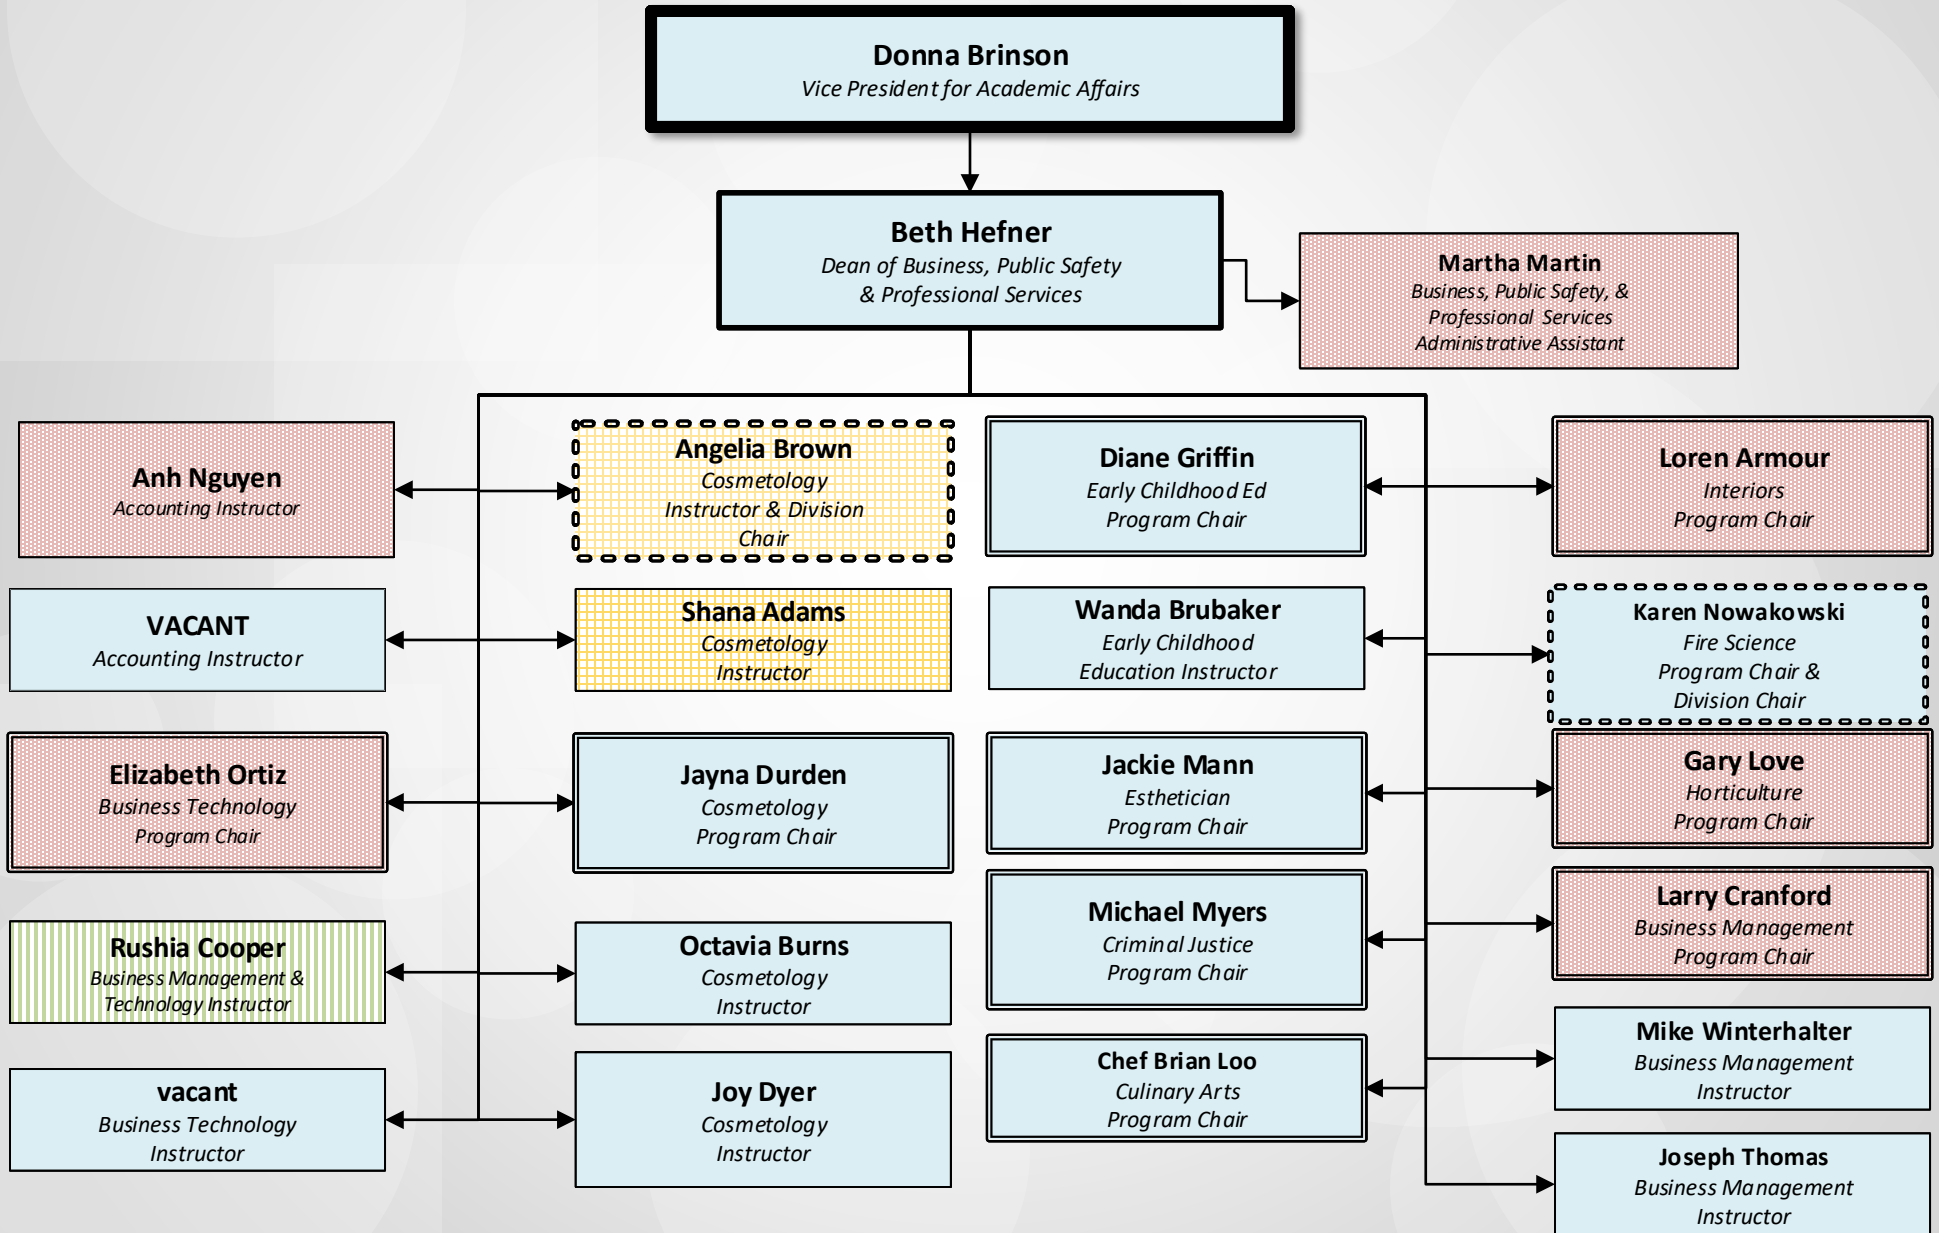 Donna Brinson
Vice President for Academic Affairs
Beth Hefner
Dean of Business, Public Safety
& Professional Services
Martha Martin
Business, Public Safety, &
Professional Services
Administrative Assistant
Anh Nguyen
Accounting Instructor
VACANT
Accounting Instructor
Elizabeth Ortiz
Business Technology
Program Chair
Rushia Cooper
Business Management &
Technology Instructor
vacant
Business Technology
Instructor
Angelia Brown
Cosmetology
Instructor & Division
Chair
Shana Adams
Cosmetology
Instructor
Jayna Durden
Cosmetology
Program Chair
Octavia Burns
Cosmetology
Instructor
Joy Dyer
Cosmetology
Instructor
Diane Griffin
Early Childhood Ed
Program Chair
Wanda Brubaker
Early Childhood
Education Instructor
Jackie Mann
Esthetician
Program Chair
Michael Myers
Criminal Justice
Program Chair
Chef Brian Loo
Culinary Arts
Program Chair
Loren Armour
Interiors
Program Chair
Karen Nowakowski
Fire Science
Program Chair &
Division Chair
Gary Love
Horticulture
Program Chair
Larry Cranford
Business Management
Program Chair
Mike Winterhalter
Business Management
Instructor
Joseph Thomas
Business Management
Instructor